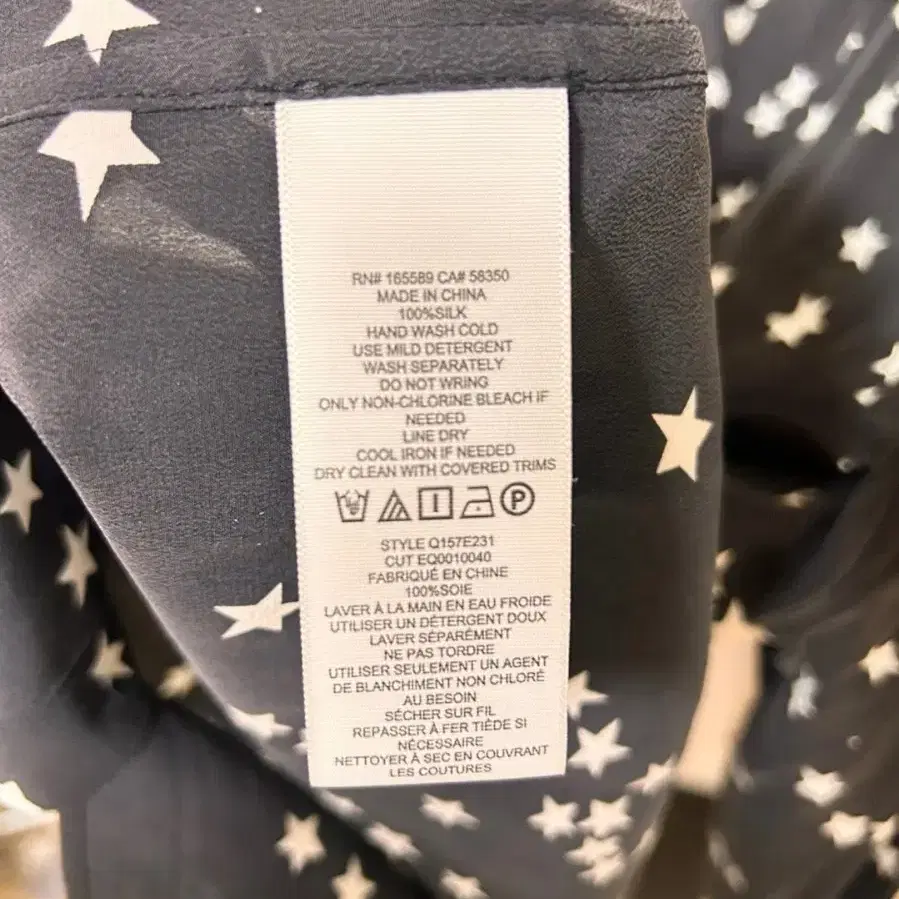 RN# 165589 CA# 58350
MADE IN CHINA
100%SILK
HAND WASH COLD
USE MILD DETERGENT
WASH SEPARATELY
DO NOT WRING
ONLY NON-CHLORINE BLEACH IF
NEEDED
LINE DRY
COOL IRON IF NEEDED
DRY CLEAN WITH COVERED TRIMS
P
STYLE Q157E231
CUT EQ0010040
FABRIQUÉ EN CHINE
100%SOIE
LAVER À LA MAIN EN EAU FROIDE
UTILISER UN DÉTERGENT DOUX
LAVER SÉPARÉMENT
NE PAS TORDRE
UTILISER SEULEMENT UN AGENT
DE BLANCHIMENT NON CHLORÉ
AU BESOIN
SÉCHER SUR FIL
REPASSER À FER TIÈDE SI
NÉCESSAIRE
NETTOYER À SEC EN COUVRANT
LES COUTURES